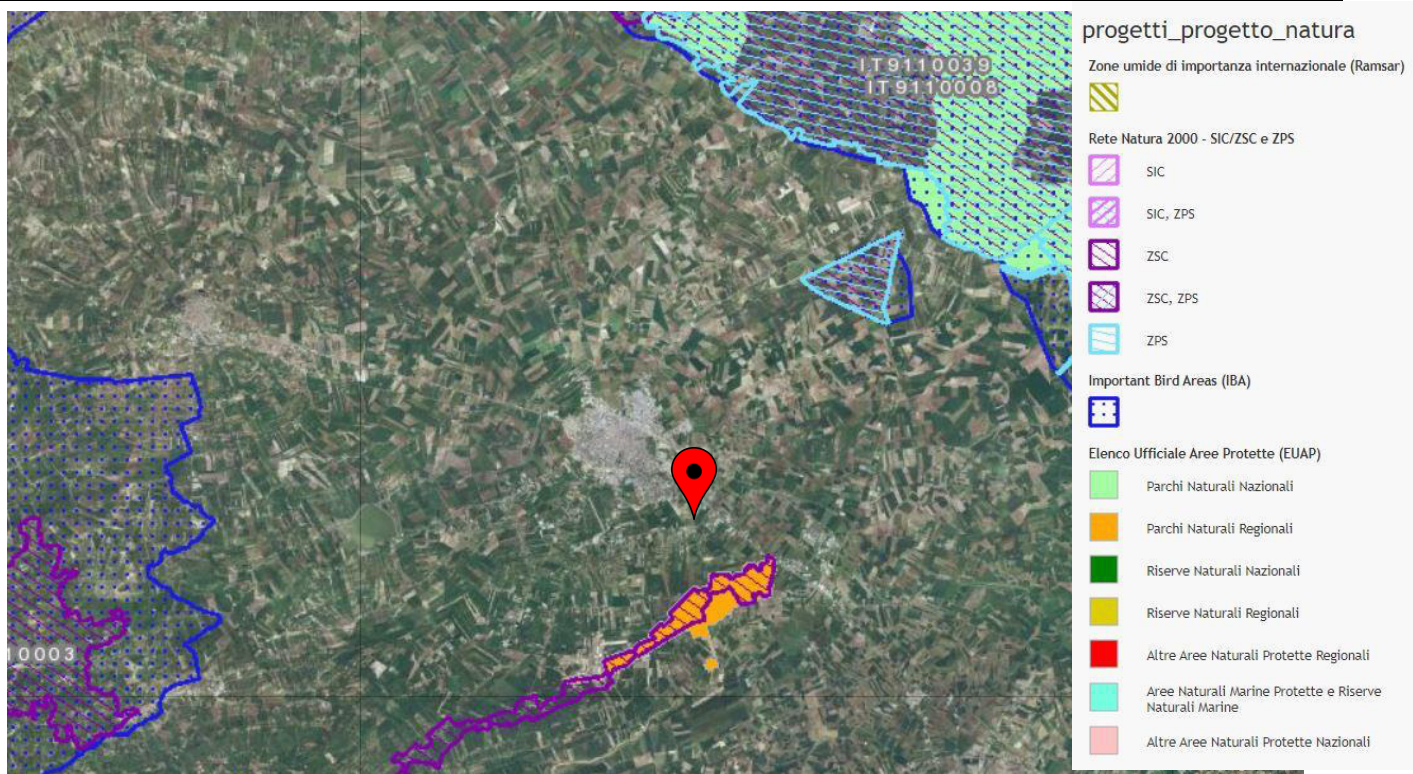 IT9110039
IT9110008
10003
progetti_progetto_natura
Zone umide di importanza internazionale (Ramsar)
Rete Natura 2000 - SIC/ZSC e ZPS
SIC
SIC, ZPS
ZSC
ZSC, ZPS
ZPS
Important Bird Areas (IBA)
Elenco Ufficiale Aree Protette (EUAP)
Parchi Naturali Nazionali
Parchi Naturali Regionali
Riserve Naturali Nazionali
Riserve Naturali Regionali
Altre Aree Naturali Protette Regionali
Aree Naturali Marine Protette e Riserve
Naturali Marine
Altre Aree Naturali Protette Nazionali